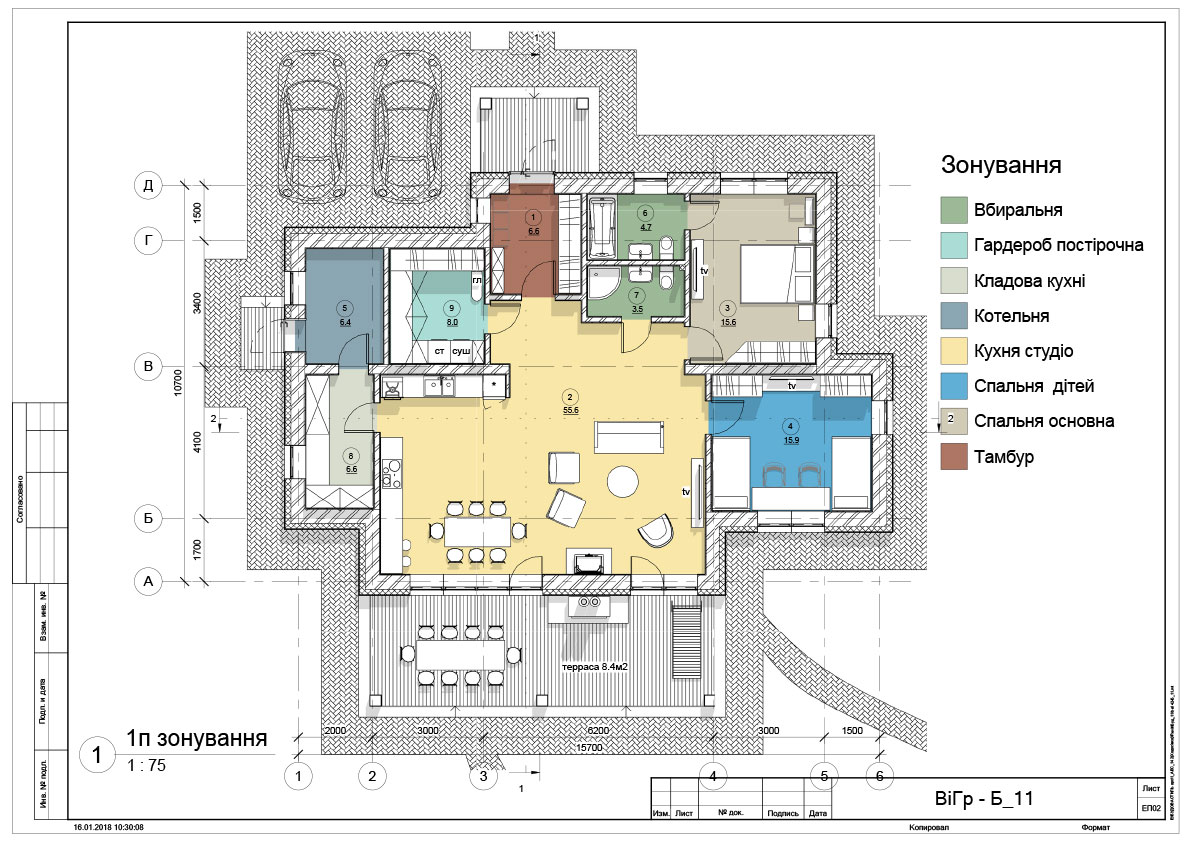 1
Зонування
Д
1500
Г
3400
В
10700
4100
Б
1700
А
Вбиральня
Гардероб построчна
Кладова кухні
Котельня
Кухня студіо
Спальня дітей
Спальня основна
Тамбур
1
6.6
6
4.7
tv
7
3.5
3
15.6
5
6.4
9
8.0
гл
ст
суш
*
2
55.6
tv
4
15.9
8
6.6
tv
2
2
терраса 8.4м2
2000
3000
6200
3000
1500
15700
1
2
3
4
5
6
1
1
1п зонування
1 : 75
Согласовано
Взам. инв. №
Подп. и дата
Инв. № подл.
Изм.
Лист
№ док.
Подпись
Дата
ВіГр - Б_11
Лист
ЕП02
16.01.2018 10:30:08
Копировал
Формат